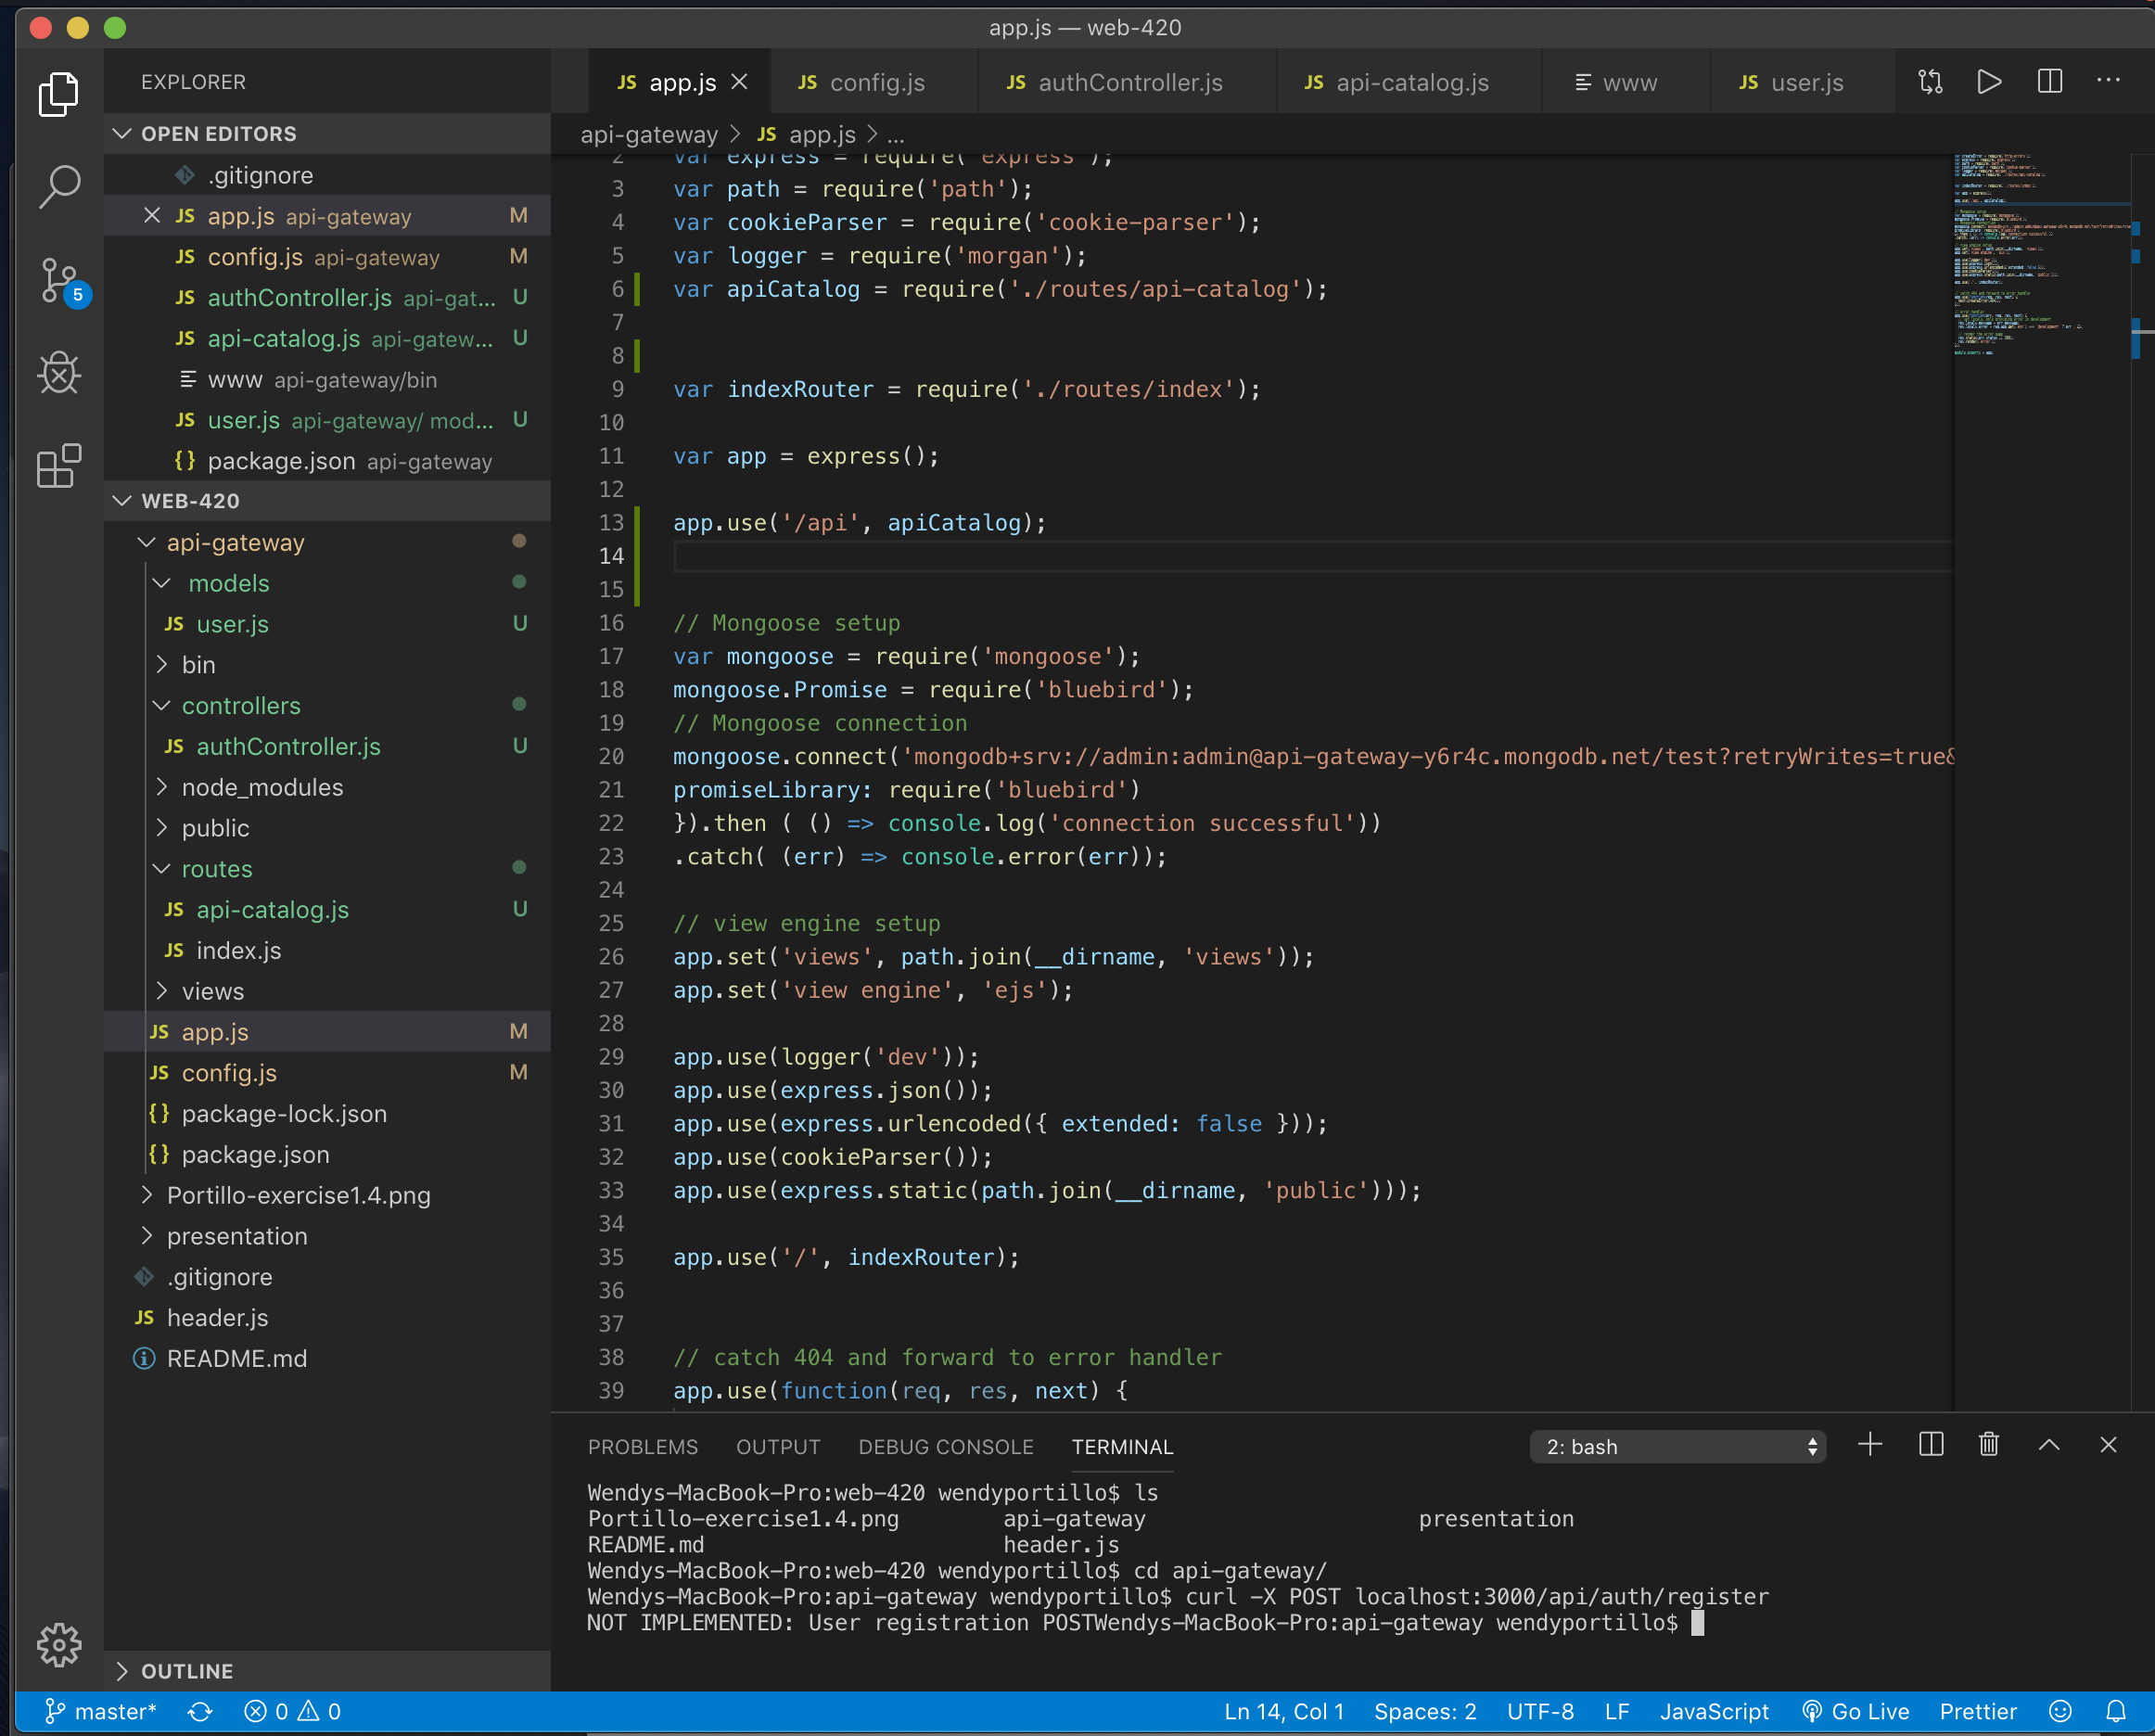 app.js — web-420
EXPLORER
OPEN EDITORS
.gitignore
JS app.js api-gateway M
JS config.js api-gateway M
JS authController.js api-gat... U
JS api-catalog.js api-gatew... U
www api-gateway/bin
JS user.js api-gateway/ mod... U
{} package.json api-gateway
5
WEB-420
api-gateway
models
JS user.js U
bin
controllers
JS authController.js U
node_modules
public
routes
JS api-catalog.js U
JS index.js
views
JS app.js M
JS config.js M
{} package-lock.json
{} package.json
Portillo-exercise1.4.png
presentation
.gitignore
JS header.js
README.md
OUTLINE
JS app.js JS config.js JS authController.js JS api-catalog.js www JS user.js ...
api-gateway > JS app.js > ...
2 var express = require('express');
3 var path = require('path');
4 var cookieParser = require('cookie-parser');
5 var logger = require('morgan');
6 var apiCatalog = require('./routes/api-catalog');
7
8
9 var indexRouter = require('./routes/index');
10
11 var app = express();
12
13 app.use('/api', apiCatalog);
14
15
16 // Mongoose setup
17 var mongoose = require('mongoose');
18 mongoose.Promise = require('bluebird');
19 // Mongoose connection
20 mongoose.connect('mongodb+srv://admin:admin@api-gateway-y6r4c.mongodb.net/test?retryWrites=true&
21 promiseLibrary: require('bluebird')
22 }).then ( () => console.log('connection successful'))
23 .catch( (err) => console.error(err));
24
25 // view engine setup
26 app.set('views', path.join(__dirname, 'views'));
27 app.set('view engine', 'ejs');
28
29 app.use(logger('dev'));
30 app.use(express.json());
31 app.use(express.urlencoded({ extended: false }));
32 app.use(cookieParser());
33 app.use(express.static(path.join(__dirname, 'public')));
34
35 app.use('/', indexRouter);
36
37
38 // catch 404 and forward to error handler
39 app.use(function(req, res, next) {
PROBLEMS OUTPUT DEBUG CONSOLE TERMINAL 2: bash
Wendys-MacBook-Pro:web-420 wendyportillo$ ls
Portillo-exercise1.4.png api-gateway presentation
README.md header.js
Wendys-MacBook-Pro:web-420 wendyportillo$ cd api-gateway/
Wendys-MacBook-Pro:api-gateway wendyportillo$ curl -X POST localhost:3000/api/auth/register
NOT IMPLEMENTED: User registration POSTWendys-MacBook-Pro:api-gateway wendyportillo$
master* 0 0 Ln 14, Col 1 Spaces: 2 UTF-8 LF JavaScript Go Live Prettier